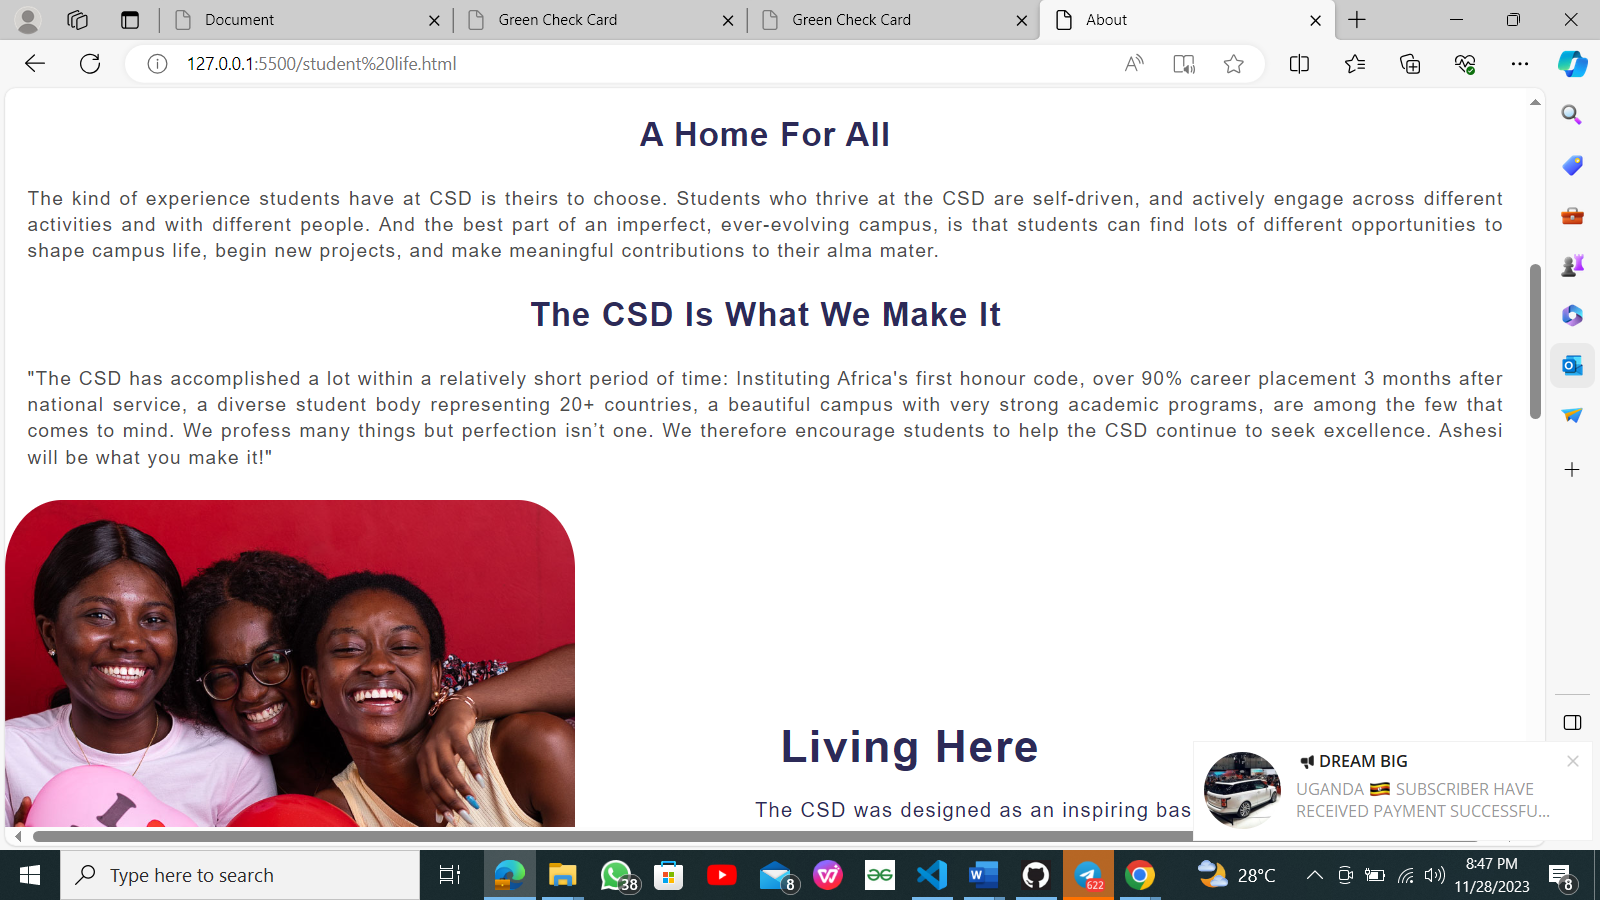 Document
Green Check Card
Green Check Card
About
127.0.0.1:5500/student%20life.html
A Home For All
The kind of experience students have at CSD is theirs to choose. Students who thrive at the CSD are self-driven, and actively engage across different
activities and with different people. And the best part of an imperfect, ever-evolving campus, is that students can find lots of different opportunities to
shape campus life, begin new projects, and make meaningful contributions to their alma mater.
The CSD Is What We Make It
"The CSD has accomplished a lot within a relatively short period of time: Instituting Africa's first honour code, over 90% career placement 3 months after
national service, a diverse student body representing 20+ countries, a beautiful campus with very strong academic programs, are among the few that
comes to mind. We profess many things but perfection isn’t one. We therefore encourage students to help the CSD continue to seek excellence. Ashesi
will be what you make it!"
I
Living Here
The CSD was designed as an inspiring bas
DREAM BIG
UGANDA 🇺🇬 SUBSCRIBER HAVE
RECEIVED PAYMENT SUCCESSFU...
Type here to search
38
8
622
28°C
8:47 PM
11/28/2023
8